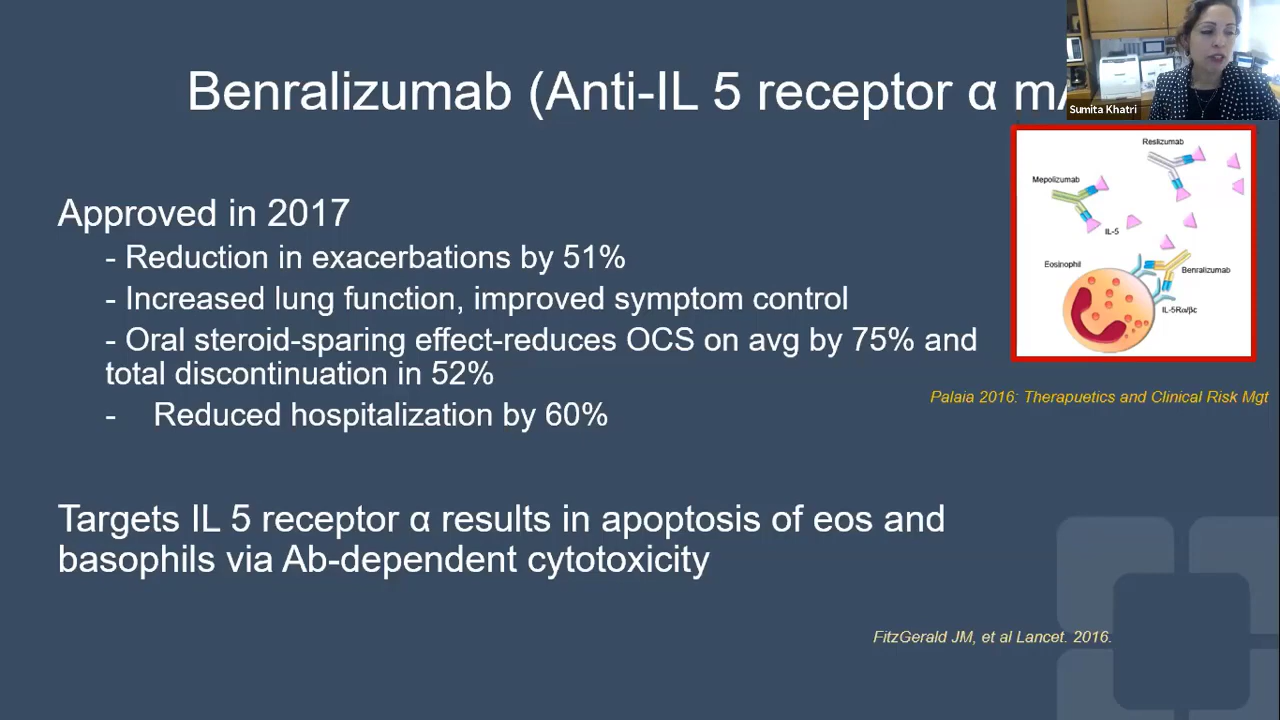 Benralizumab (Anti-IL 5 receptor α
Sumita Khatri
Approved in 2017
- Reduction in exacerbations by 51%
- Increased lung function, improved symptom control
- Oral steroid-sparing effect-reduces OCS on avg by 75% and
total discontinuation in 52%
- Reduced hospitalization by 60%
Reslizumab
Mepolizumab
IL-5
Eosinophil
Benralizumab
IL-5Rα/βc
Palaia 2016: Therapuetics and Clinical Risk Mgt
Targets IL 5 receptor α results in apoptosis of eos and
basophils via Ab-dependent cytotoxicity
FitzGerald JM, et al Lancet. 2016.